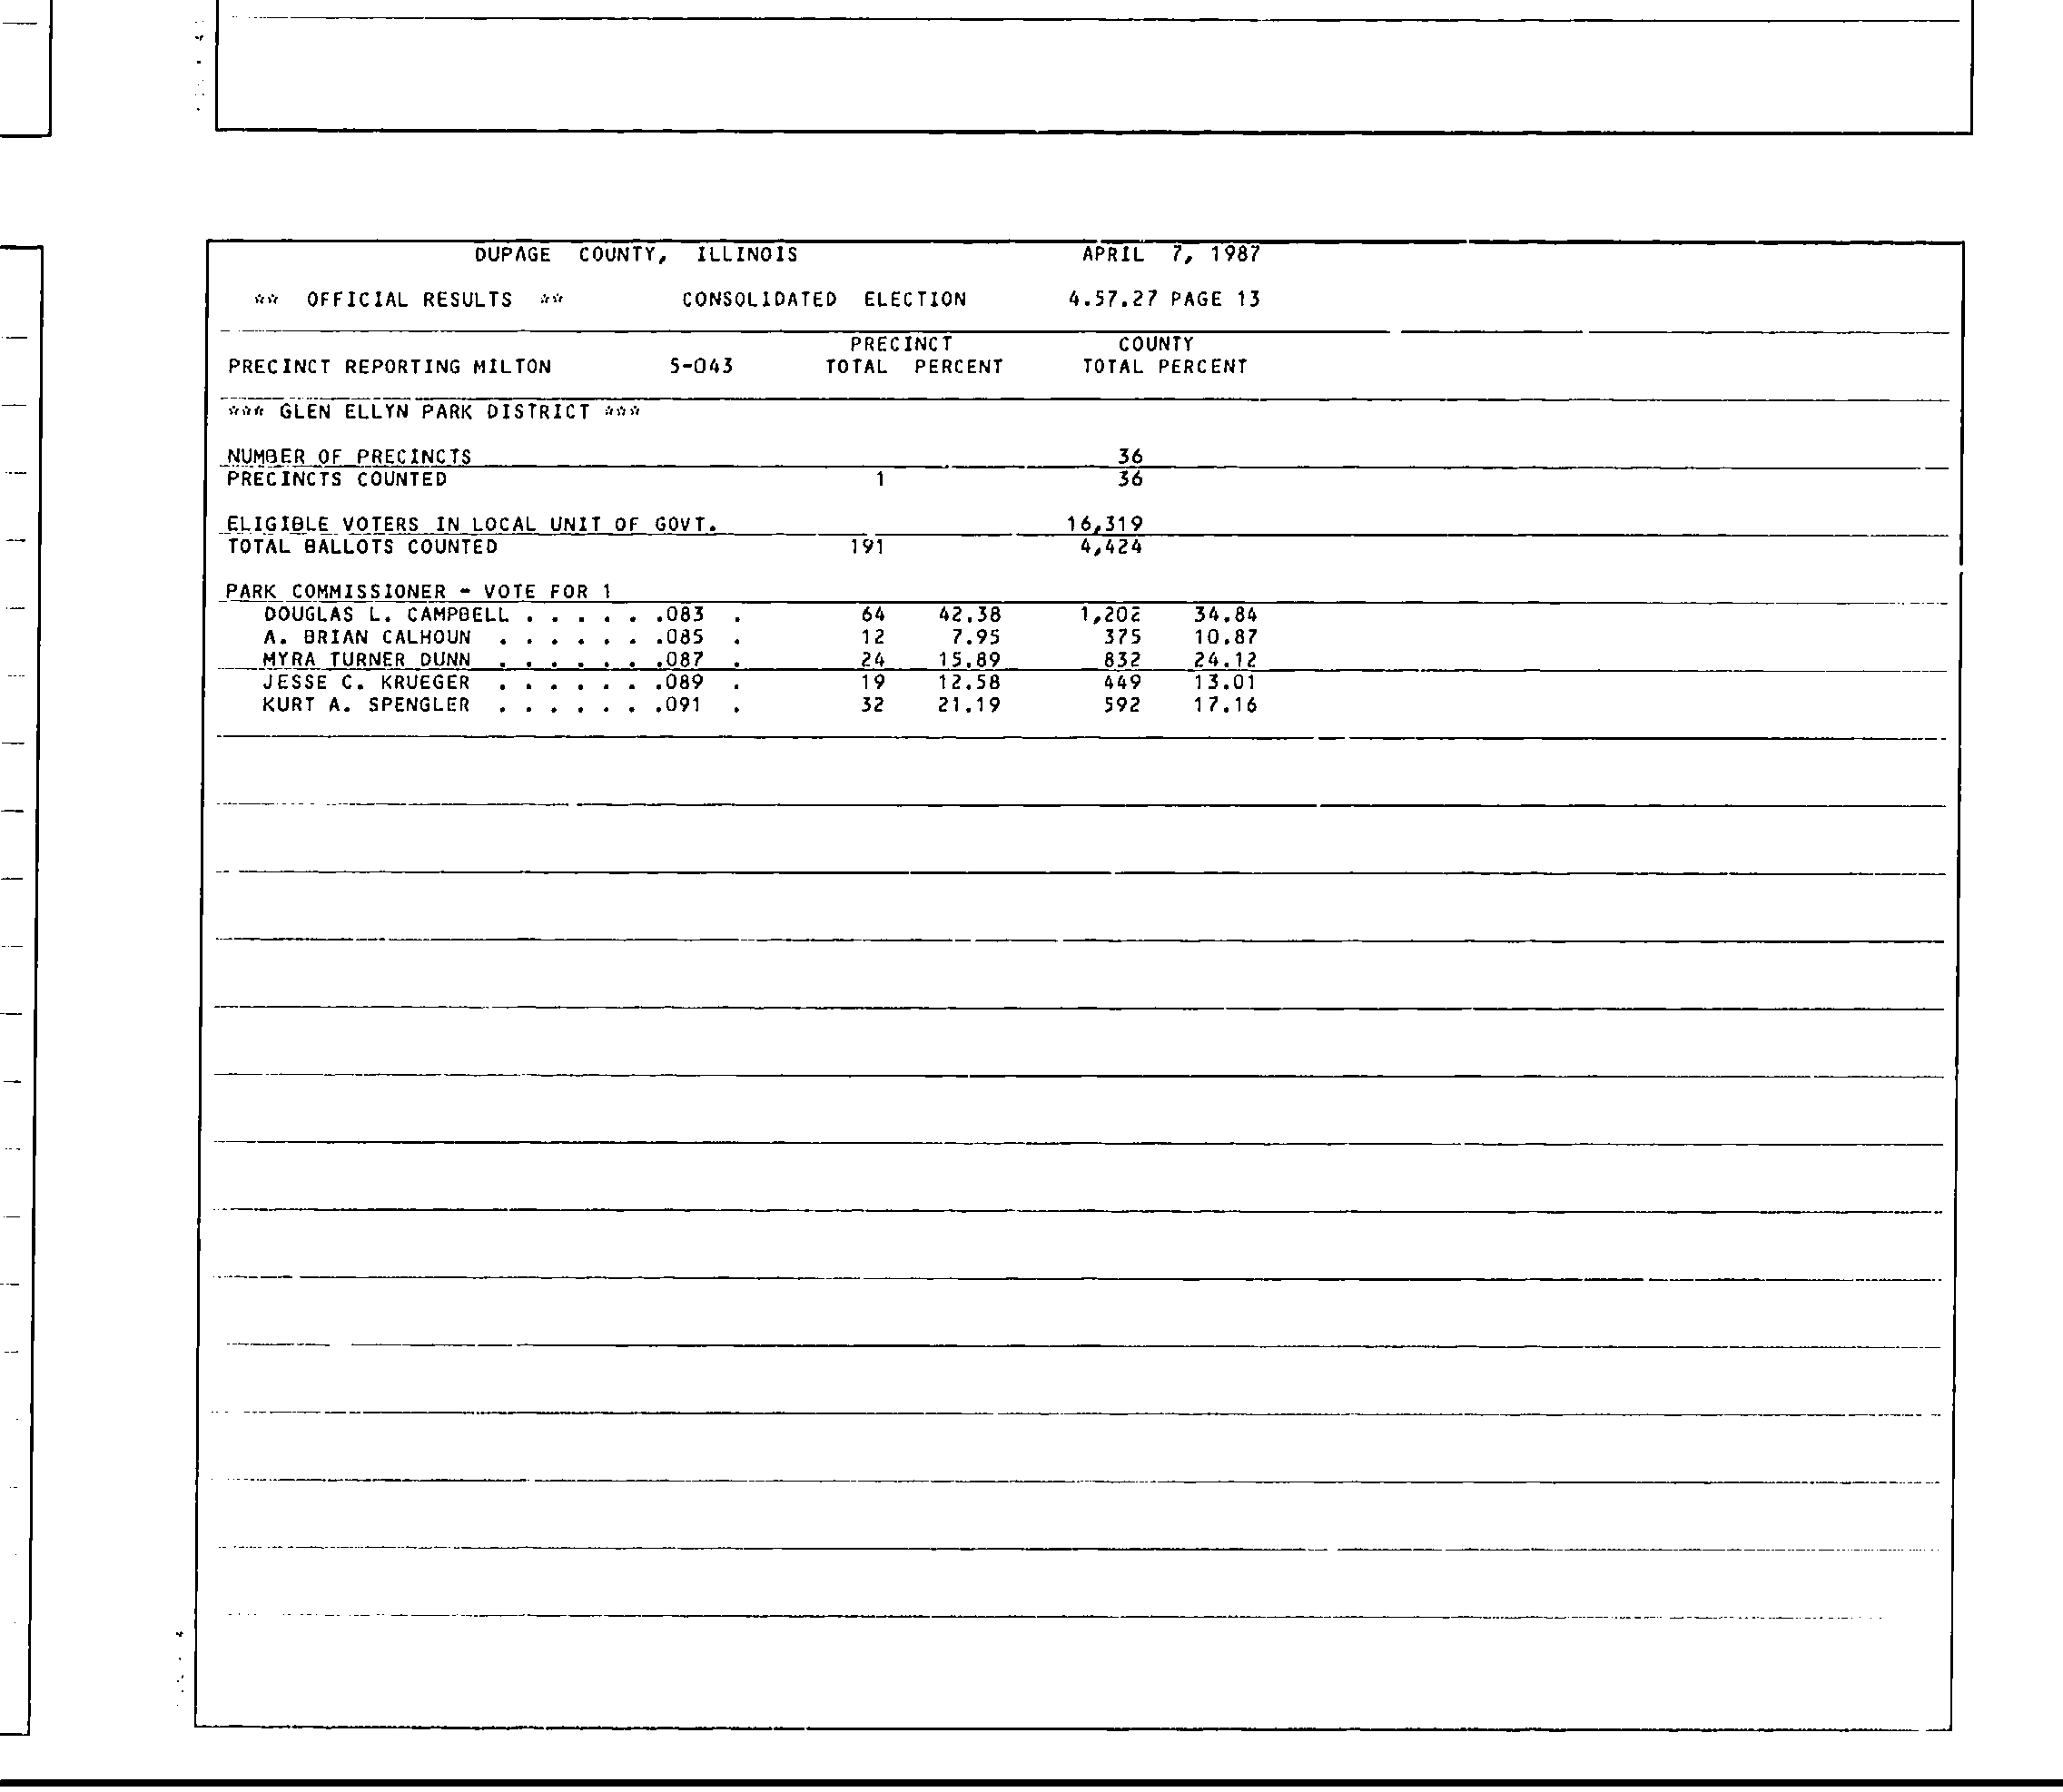 DUPAGE COUNTY, ILLINOIS APRIL 7, 1987
** OFFICIAL RESULTS ** CONSOLIDATED ELECTION 4.57.27 PAGE 13
PRECINCT COUNTY
PRECINCT REPORTING MILTON 5-043 TOTAL PERCENT TOTAL PERCENT
*** GLEN ELLYN PARK DISTRICT ***
NUMBER OF PRECINCTS 36
PRECINCTS COUNTED 1 36
ELIGIBLE VOTERS IN LOCAL UNIT OF GOVT. 16,319
TOTAL BALLOTS COUNTED 191 4,424
PARK COMMISSIONER - VOTE FOR 1
DOUGLAS L. CAMPBELL . . . . . .083 . 64 42.38 1,202 34.84
A. BRIAN CALHOUN . . . . . . .085 . 12 7.95 375 10.87
MYRA TURNER DUNN . . . . . . .087 . 24 15.89 832 24.12
JESSE C. KRUEGER . . . . . . .089 . 19 12.58 449 13.01
KURT A. SPENGLER . . . . . . .091 . 32 21.19 592 17.16